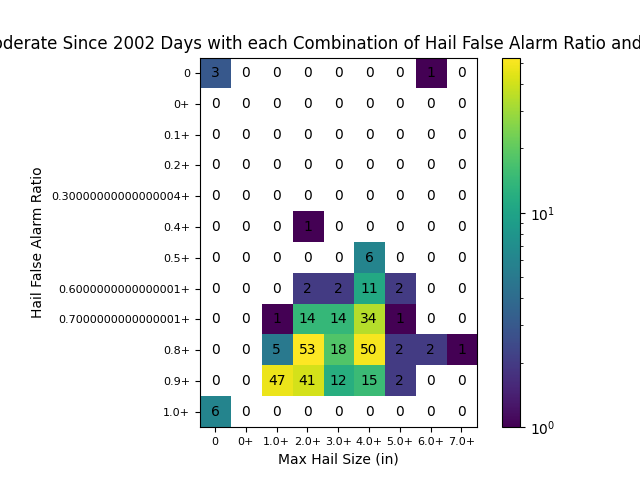 derate Since 2002 Days with each Combination of Hail False Alarm Ratio and
0 3 0 0 0 0 0 0 1 0
0+ 0 0 0 0 0 0 0 0 0
0.1+ 0 0 0 0 0 0 0 0 0
0.2+ 0 0 0 0 0 0 0 0 0
0.30000000000000004+ 0 0 0 0 0 0 0 0 0
0.4+ 0 0 0 1 0 0 0 0 0
0.5+ 0 0 0 0 0 6 0 0 0
0.6000000000000001+ 0 0 0 2 2 11 2 0 0
0.7000000000000001+ 0 0 1 14 14 34 1 0 0
0.8+ 0 0 5 53 18 50 2 2 1
0.9+ 0 0 47 41 12 15 2 0 0
1.0+ 6 0 0 0 0 0 0 0 0
0 0+ 1.0+ 2.0+ 3.0+ 4.0+ 5.0+ 6.0+ 7.0+
Max Hail Size (in)
Hail False Alarm Ratio
10¹
10⁰